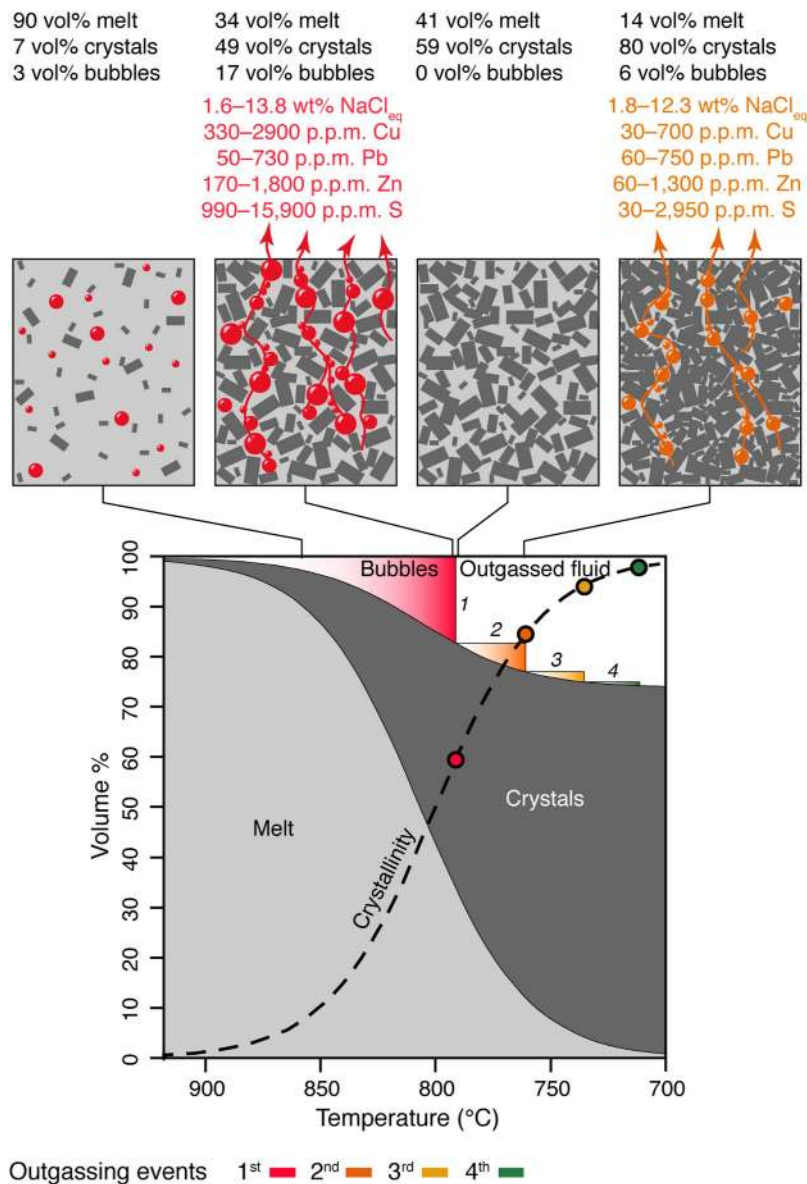 90 vol% melt
7 vol% crystals
3 vol% bubbles
34 vol% melt
49 vol% crystals
17 vol% bubbles
1.6–13.8 wt% NaCleq
330–2900 p.p.m. Cu
50–730 p.p.m. Pb
170–1,800 p.p.m. Zn
990–15,900 p.p.m. S
41 vol% melt
59 vol% crystals
0 vol% bubbles
14 vol% melt
80 vol% crystals
6 vol% bubbles
1.8–12.3 wt% NaCleq
30–700 p.p.m. Cu
60–750 p.p.m. Pb
60–1,300 p.p.m. Zn
30–2,950 p.p.m. S
Volume %
100
90
80
70
60
50
40
30
20
10
0
Bubbles
Outgassed fluid
1
2
3
4
Crystals
Melt
Crystallinity
900
850
800
750
700
Temperature (°C)
Outgassing events 1st 2nd 3rd 4th